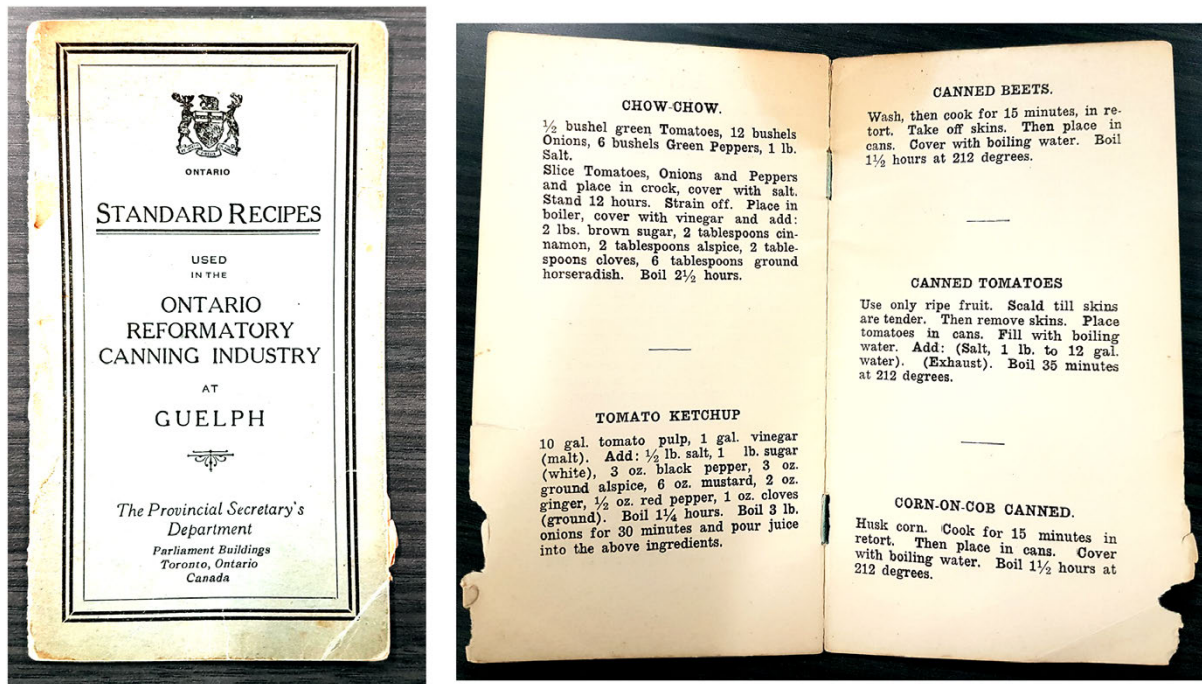 ONTARIO
STANDARD RECIPES
USED
IN THE
ONTARIO
REFORMATORY
CANNING INDUSTRY
AT
GUELPH
The Provincial Secretary's
Department
Parliament Buildings
Toronto, Ontario
Canada
CHOW-CHOW.
½ bushel green Tomatoes, 12 bushels
Onions, 6 bushels Green Peppers, 1 lb.
Salt.
Slice Tomatoes, Onions and Peppers
and place in crock, cover with salt.
Stand 12 hours. Strain off. Place in
boiler, cover with vinegar and add:
2 lbs. brown sugar, 2 tablespoons cin-
namon, 2 tablespoons alspice, 2 table-
spoons cloves, 6 tablespoons ground
horseradish. Boil 2½ hours.
TOMATO KETCHUP
10 gal. tomato pulp, 1 gal. vinegar
(malt). Add: ½ lb. salt, 1 lb. sugar
(white), 3 oz. black pepper, 3 oz.
ground alspice, 6 oz. mustard, 2 oz.
ginger, ½ oz. red pepper, 1 oz. cloves
(ground). Boil 1¼ hours. Boil 3 lb.
onions for 30 minutes and pour juice
into the above ingredients.
CANNED BEETS.
Wash, then cook for 15 minutes, in re-
tort. Take off skins. Then place in
cans. Cover with boiling water. Boil
1½ hours at 212 degrees.
CANNED TOMATOES
Use only ripe fruit. Scald till skins
are tender. Then remove skins. Place
tomatoes in cans. Fill with boiling
water. Add: (Salt, 1 lb. to 12 gal.
water). (Exhaust). Boil 35 minutes
at 212 degrees.
CORN-ON-COB CANNED.
Husk corn. Cook for 15 minutes in
retort. Then place in cans. Cover
with boiling water. Boil 1½ hours at
212 degrees.